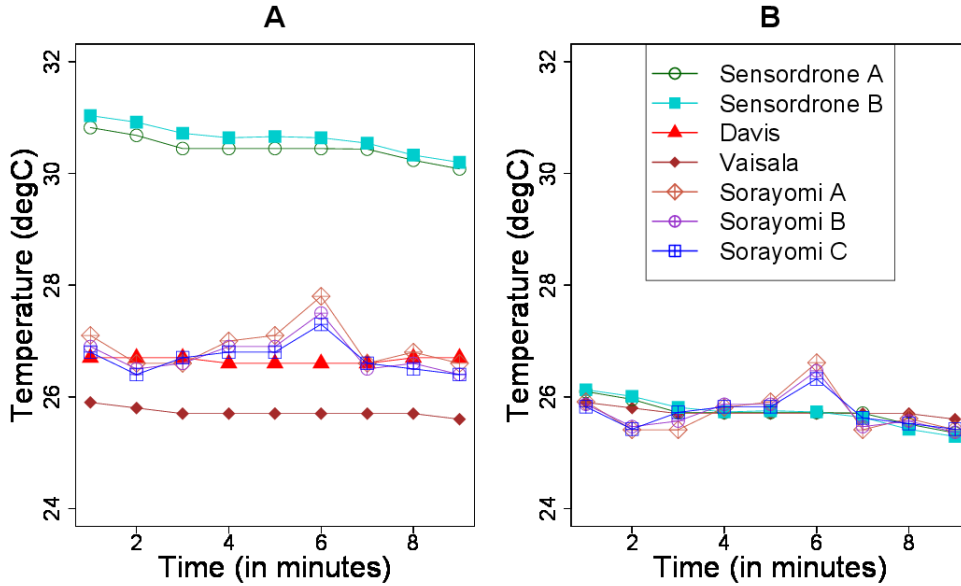 A
Temperature (degC)
32
30
28
26
24
2 4 6 8
Time (in minutes)
B
Temperature (degC)
32
30
28
26
24
2 4 6 8
Time (in minutes)
Sensordrone A
Sensordrone B
Davis
Vaisala
Sorayomi A
Sorayomi B
Sorayomi C